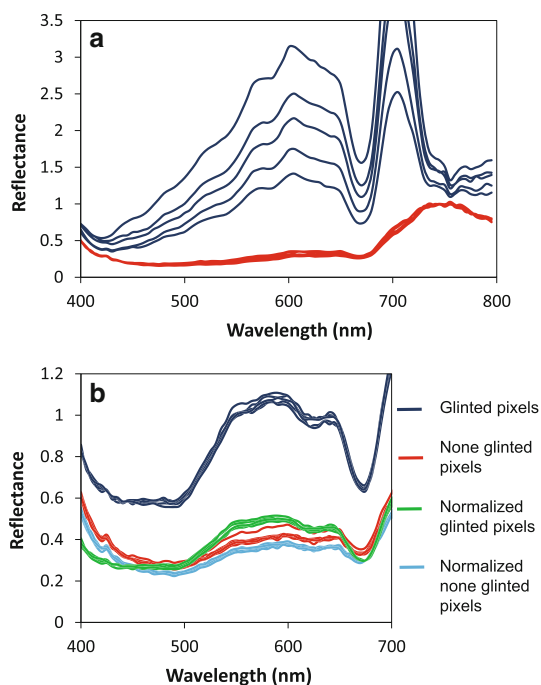 a
3.5
3
2.5
2
1.5
1
0.5
0
Reflectance
400 500 600 700 800
Wavelength (nm)
b
1.2
1
0.8
0.6
0.4
0.2
0
Reflectance
400 500 600 700
Wavelength (nm)
Glinted pixels
None glinted
pixels
Normalized
glinted pixels
Normalized
none glinted
pixels